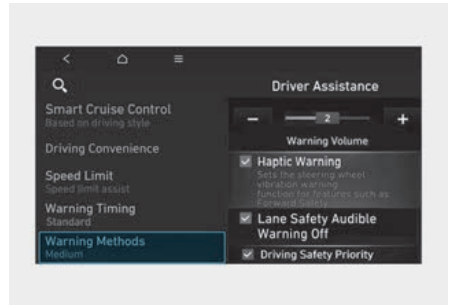 Driver Assistance
Smart Cruise Control
Based on driving style
Driving Convenience
Speed Limit
Speed limit assist
Warning Timing
Standard
Warning Methods
Medium
2
Warning Volume
Haptic Warning
Sets the steering wheel
vibration warning
function for features such as
Forward Safety.
Lane Safety Audible
Warning Off
Driving Safety Priority